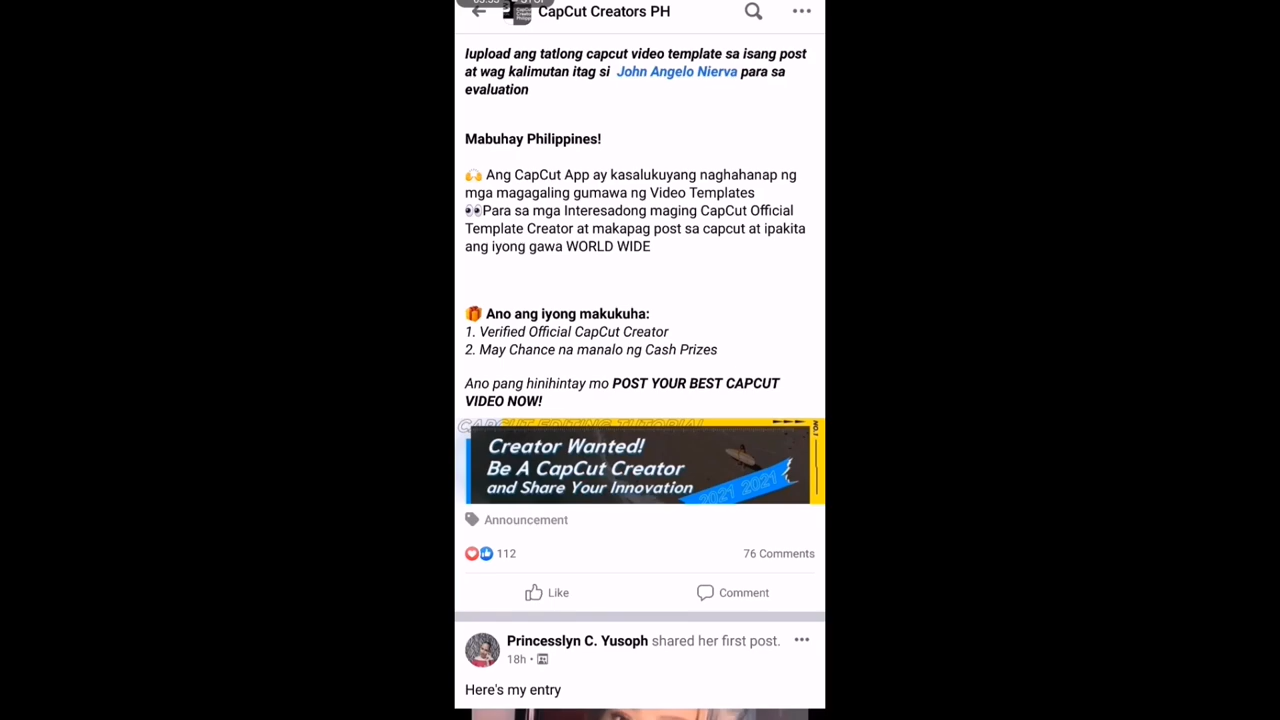 CapCut Creators PH
Iupload ang tatlong capcut video template sa isang post
at wag kalimutan itag si John Angelo Nierva para sa
evaluation
Mabuhay Philippines!
🙌 Ang CapCut App ay kasalukuyang naghahanap ng
mga magagaling gumawa ng Video Templates
👀Para sa mga Interesadong maging CapCut Official
Template Creator at makapag post sa capcut at ipakita
ang iyong gawa WORLD WIDE
🎁 Ano ang iyong makukuha:
1. Verified Official CapCut Creator
2. May Chance na manalo ng Cash Prizes
Ano pang hinihintay mo POST YOUR BEST CAPCUT
VIDEO NOW!
CAPCUT EDITING TUTORIAL
NO.1
Creator Wanted!
Be A CapCut Creator
and Share Your Innovation
2021 2021
Announcement
112
76 Comments
Like
Comment
Princesslyn C. Yusoph shared her first post.
18h
Here's my entry